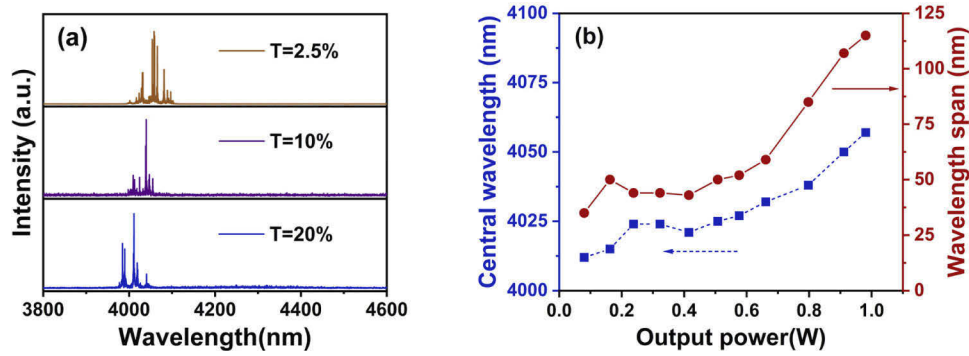 (a)
T=2.5%
T=10%
T=20%
Intensity (a.u.)
3800 4000 4200 4400 4600
Wavelength(nm)
(b)
4100
4075
4050
4025
4000
Central wavelength (nm)
125
100
75
50
25
0
Wavelength span (nm)
0.0 0.2 0.4 0.6 0.8 1.0
Output power(W)